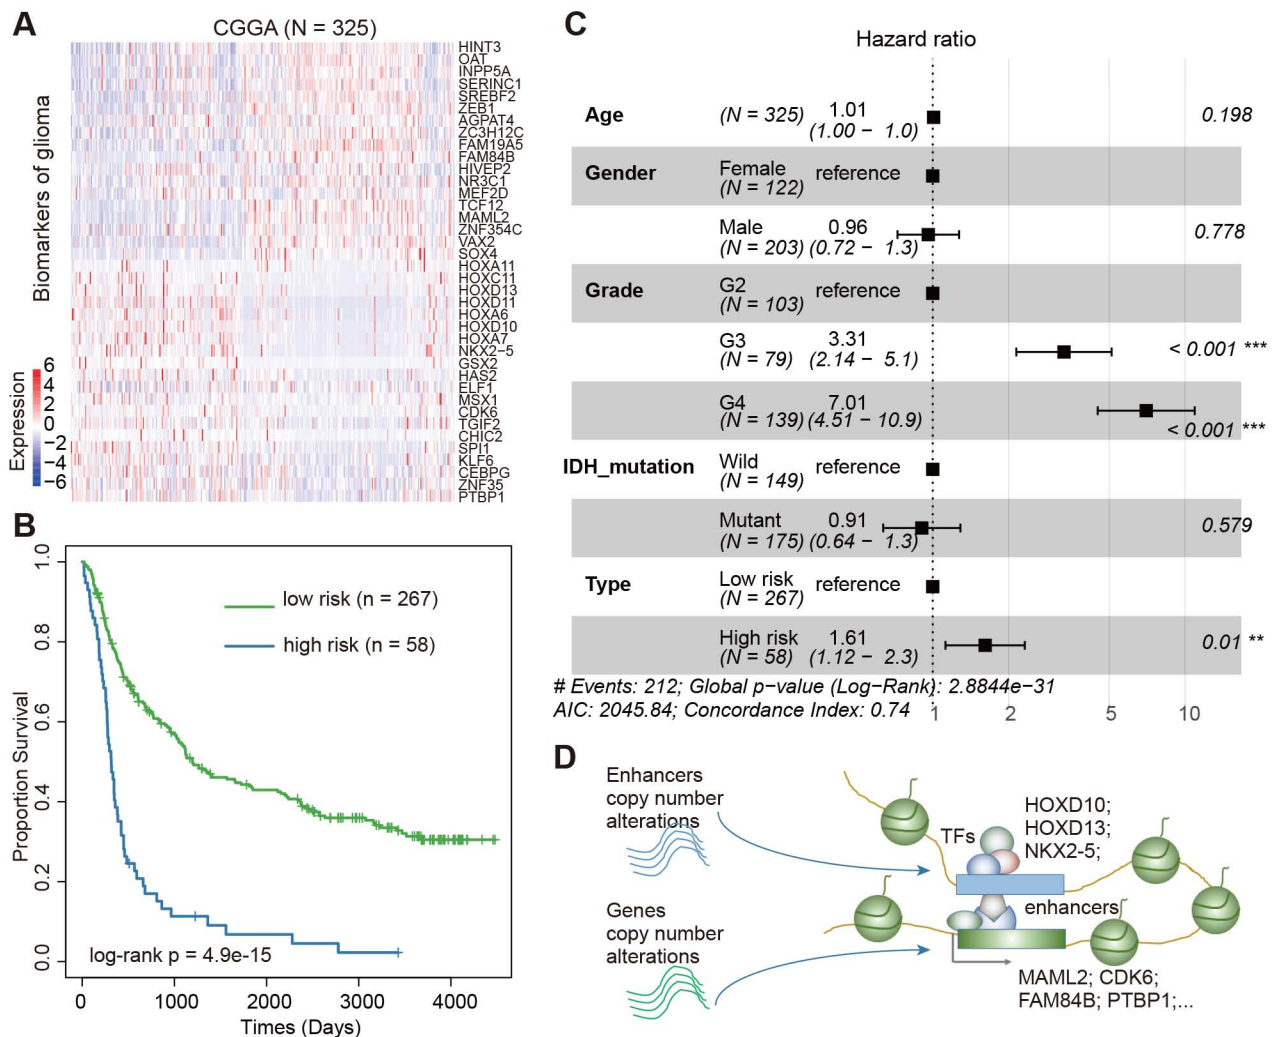 A
CGGA (N = 325)
Biomarkers of glioma
HINT3
OAT
INPP5A
SERINC1
SREBF2
ZEB1
AGPAT4
ZC3H12C
FAM19A5
FAM84B
HIVEP2
NR3C1
MEF2D
TCF12
MAML2
ZNF354C
VAX2
SOX4
HOXA11
HOXC11
HOXD13
HOXD11
HOXA6
HOXD10
HOXA7
NKX2−5
GSX2
HAS2
ELF1
MSX1
CDK6
TGIF2
CHIC2
SPI1
KLF6
CEBPG
ZNF35
PTBP1
Expression
6
4
2
0
−2
−4
−6
B
Proportion Survival
1.0
0.8
0.6
0.4
0.2
0.0
low risk (n = 267)
high risk (n = 58)
log-rank p = 4.9e-15
0 1000 2000 3000 4000
Times (Days)
C
Hazard ratio
Age (N = 325) 1.01 0.198
(1.00 − 1.0)
Gender Female reference
(N = 122)
Male 0.96 0.778
(N = 203) (0.72 − 1.3)
Grade G2 reference
(N = 103)
G3 3.31 < 0.001 ***
(N = 79) (2.14 − 5.1)
G4 7.01
(N = 139) (4.51 − 10.9) < 0.001 ***
IDH_mutation Wild reference
(N = 149)
Mutant 0.91 0.579
(N = 175) (0.64 − 1.3)
Type Low risk reference
(N = 267)
High risk 1.61 0.01 **
(N = 58) (1.12 − 2.3)
# Events: 212; Global p−value (Log−Rank): 2.8844e−31
AIC: 2045.84; Concordance Index: 0.74
1 2 5 10
D
Enhancers
copy number
alterations
TFs
HOXD10;
HOXD13;
NKX2-5;
enhancers
Genes
copy number
alterations
MAML2; CDK6;
FAM84B; PTBP1;...